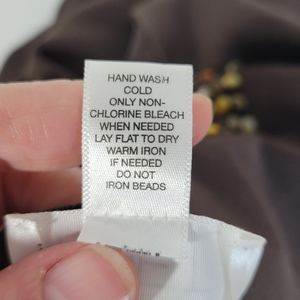 HAND WASH
COLD
ONLY NON-
CHLORINE BLEACH
WHEN NEEDED
LAY FLAT TO DRY
WARM IRON
IF NEEDED
DO NOT
IRON BEADS